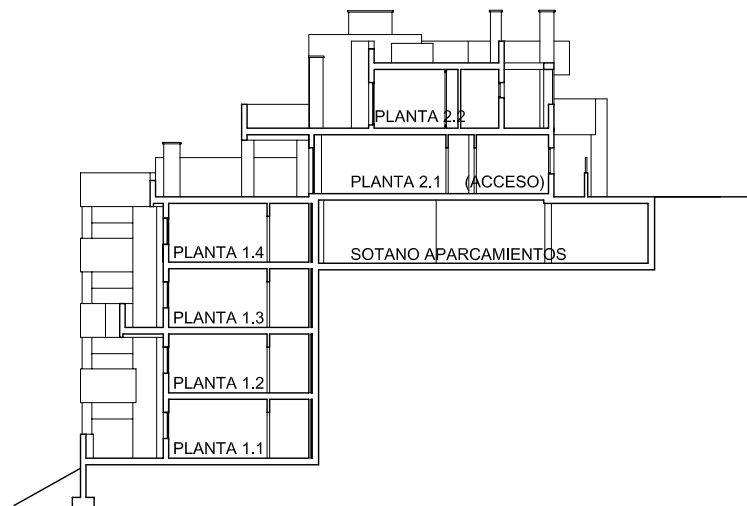 PLANTA 2.2
PLANTA 2.1 (ACCESO)
PLANTA 1.4 SOTANO APARCAMIENTOS
PLANTA 1.3
PLANTA 1.2
PLANTA 1.1